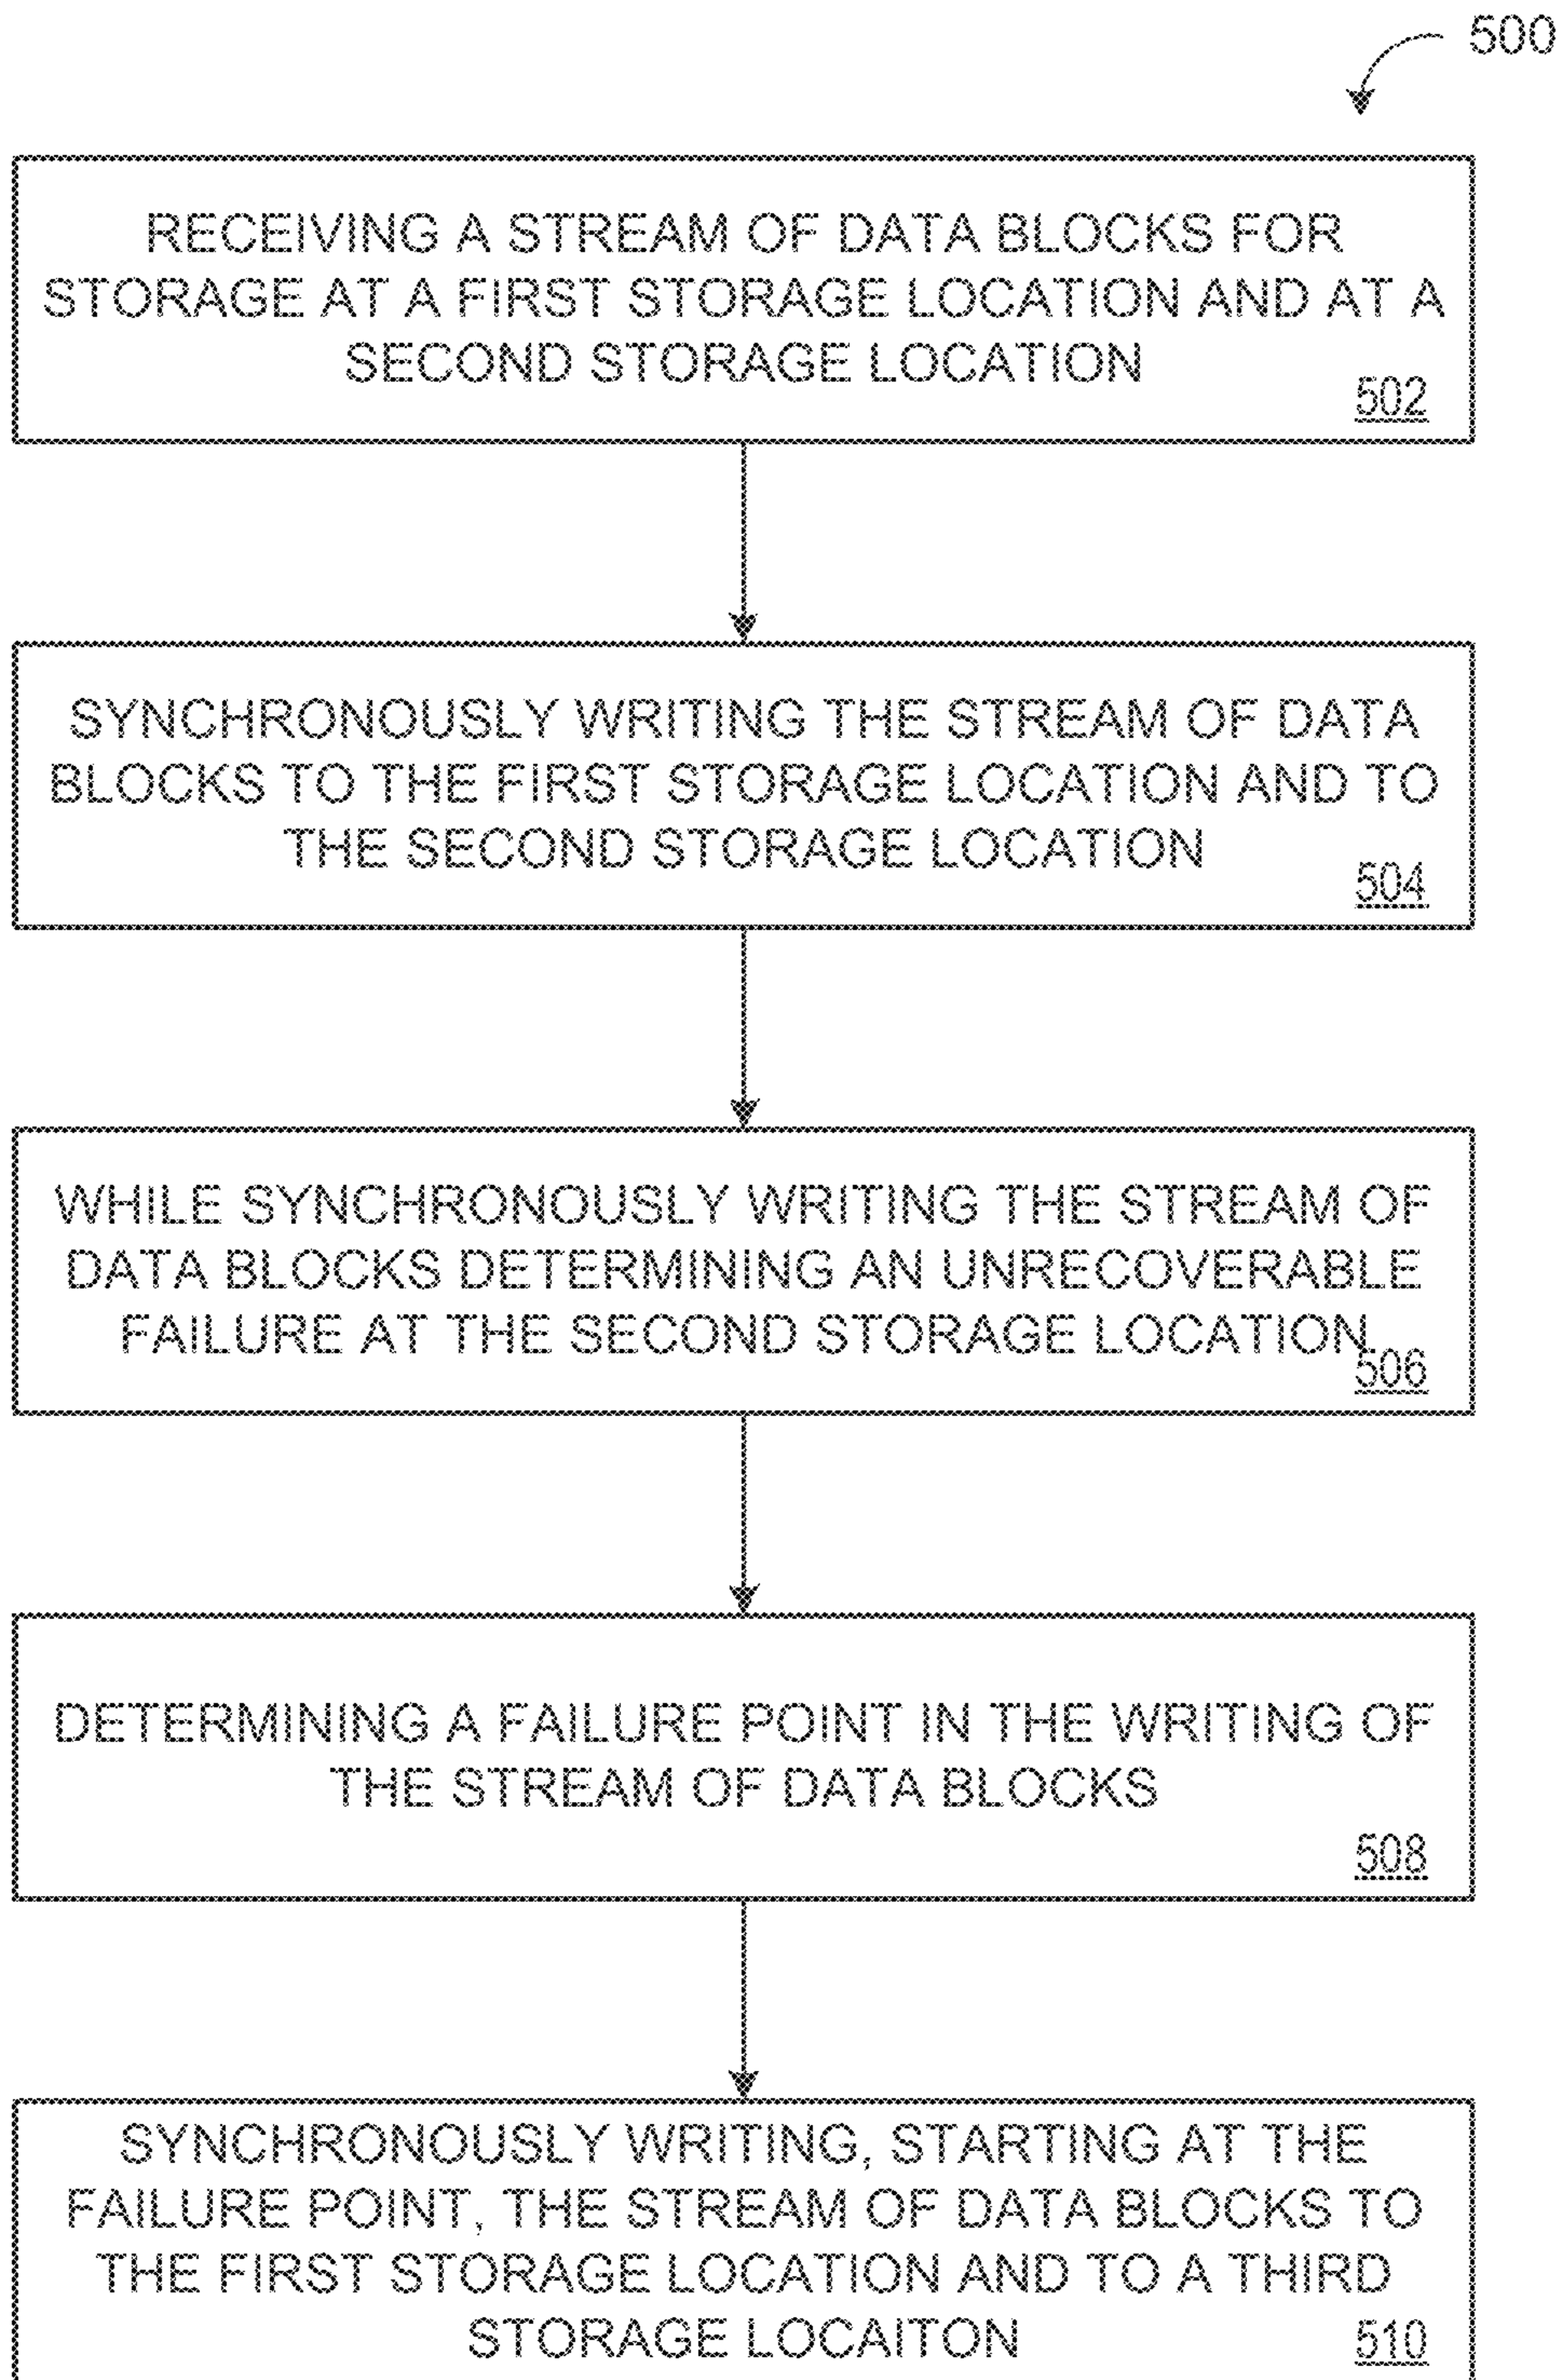 500
RECEIVING A STREAM OF DATA BLOCKS FOR
STORAGE AT A FIRST STORAGE LOCATION AND AT A
SECOND STORAGE LOCATION
502
SYNCHRONOUSLY WRITING THE STREAM OF DATA
BLOCKS TO THE FIRST STORAGE LOCATION AND TO
THE SECOND STORAGE LOCATION
504
WHILE SYNCHRONOUSLY WRITING THE STREAM OF
DATA BLOCKS DETERMINING AN UNRECOVERABLE
FAILURE AT THE SECOND STORAGE LOCATION.
506
DETERMINING A FAILURE POINT IN THE WRITING OF
THE STREAM OF DATA BLOCKS
508
SYNCHRONOUSLY WRITING, STARTING AT THE
FAILURE POINT, THE STREAM OF DATA BLOCKS TO
THE FIRST STORAGE LOCATION AND TO A THIRD
STORAGE LOCAITON
510